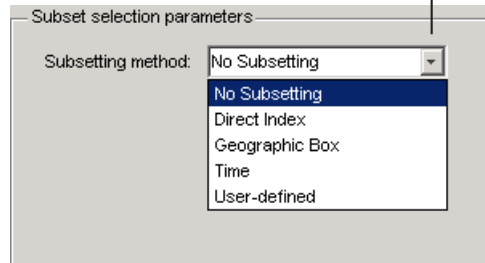 Subset selection parameters
Subsetting method: No Subsetting
No Subsetting
Direct Index
Geographic Box
Time
User-defined